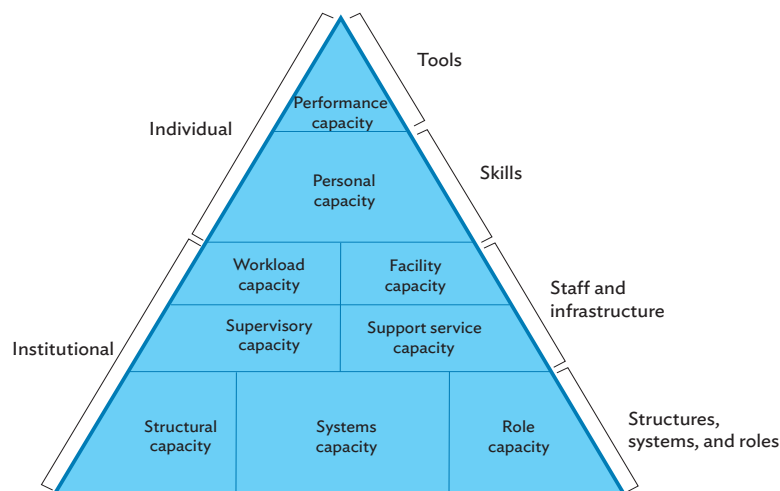 Tools
Performance
capacity
Individual
Skills
Personal
capacity
Workload
capacity
Facility
capacity
Staff and
infrastructure
Supervisory
capacity
Support service
capacity
Institutional
Structural
capacity
Systems
capacity
Role
capacity
Structures,
systems, and roles